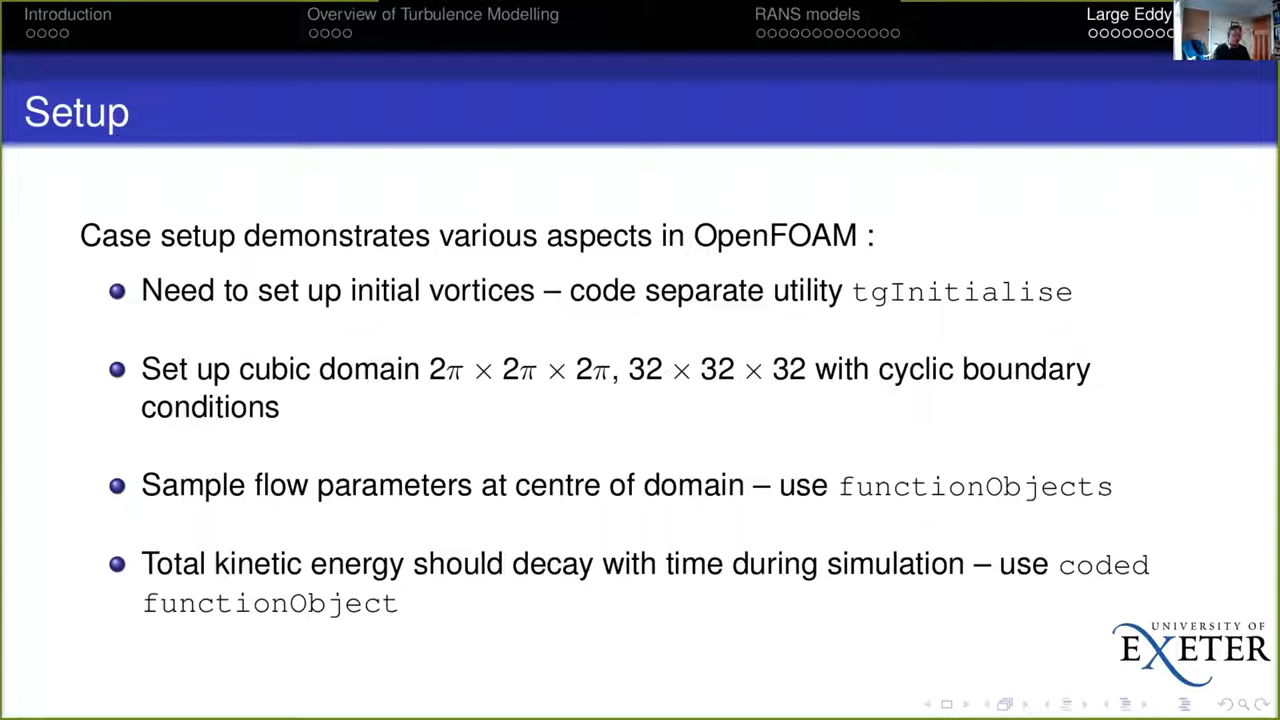 Introduction
Overview of Turbulence Modelling
RANS models
Large Eddy
Setup
Case setup demonstrates various aspects in OpenFOAM :
Need to set up initial vortices – code separate utility tgInitialise
Set up cubic domain 2π × 2π × 2π, 32 × 32 × 32 with cyclic boundary
conditions
Sample flow parameters at centre of domain – use functionObjects
Total kinetic energy should decay with time during simulation – use coded
functionObject
UNIVERSITY OF
EXETER